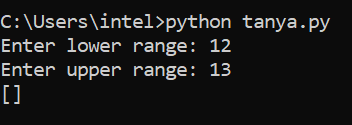 C:\Users\intel>python tanya.py
Enter lower range: 12
Enter upper range: 13
[]